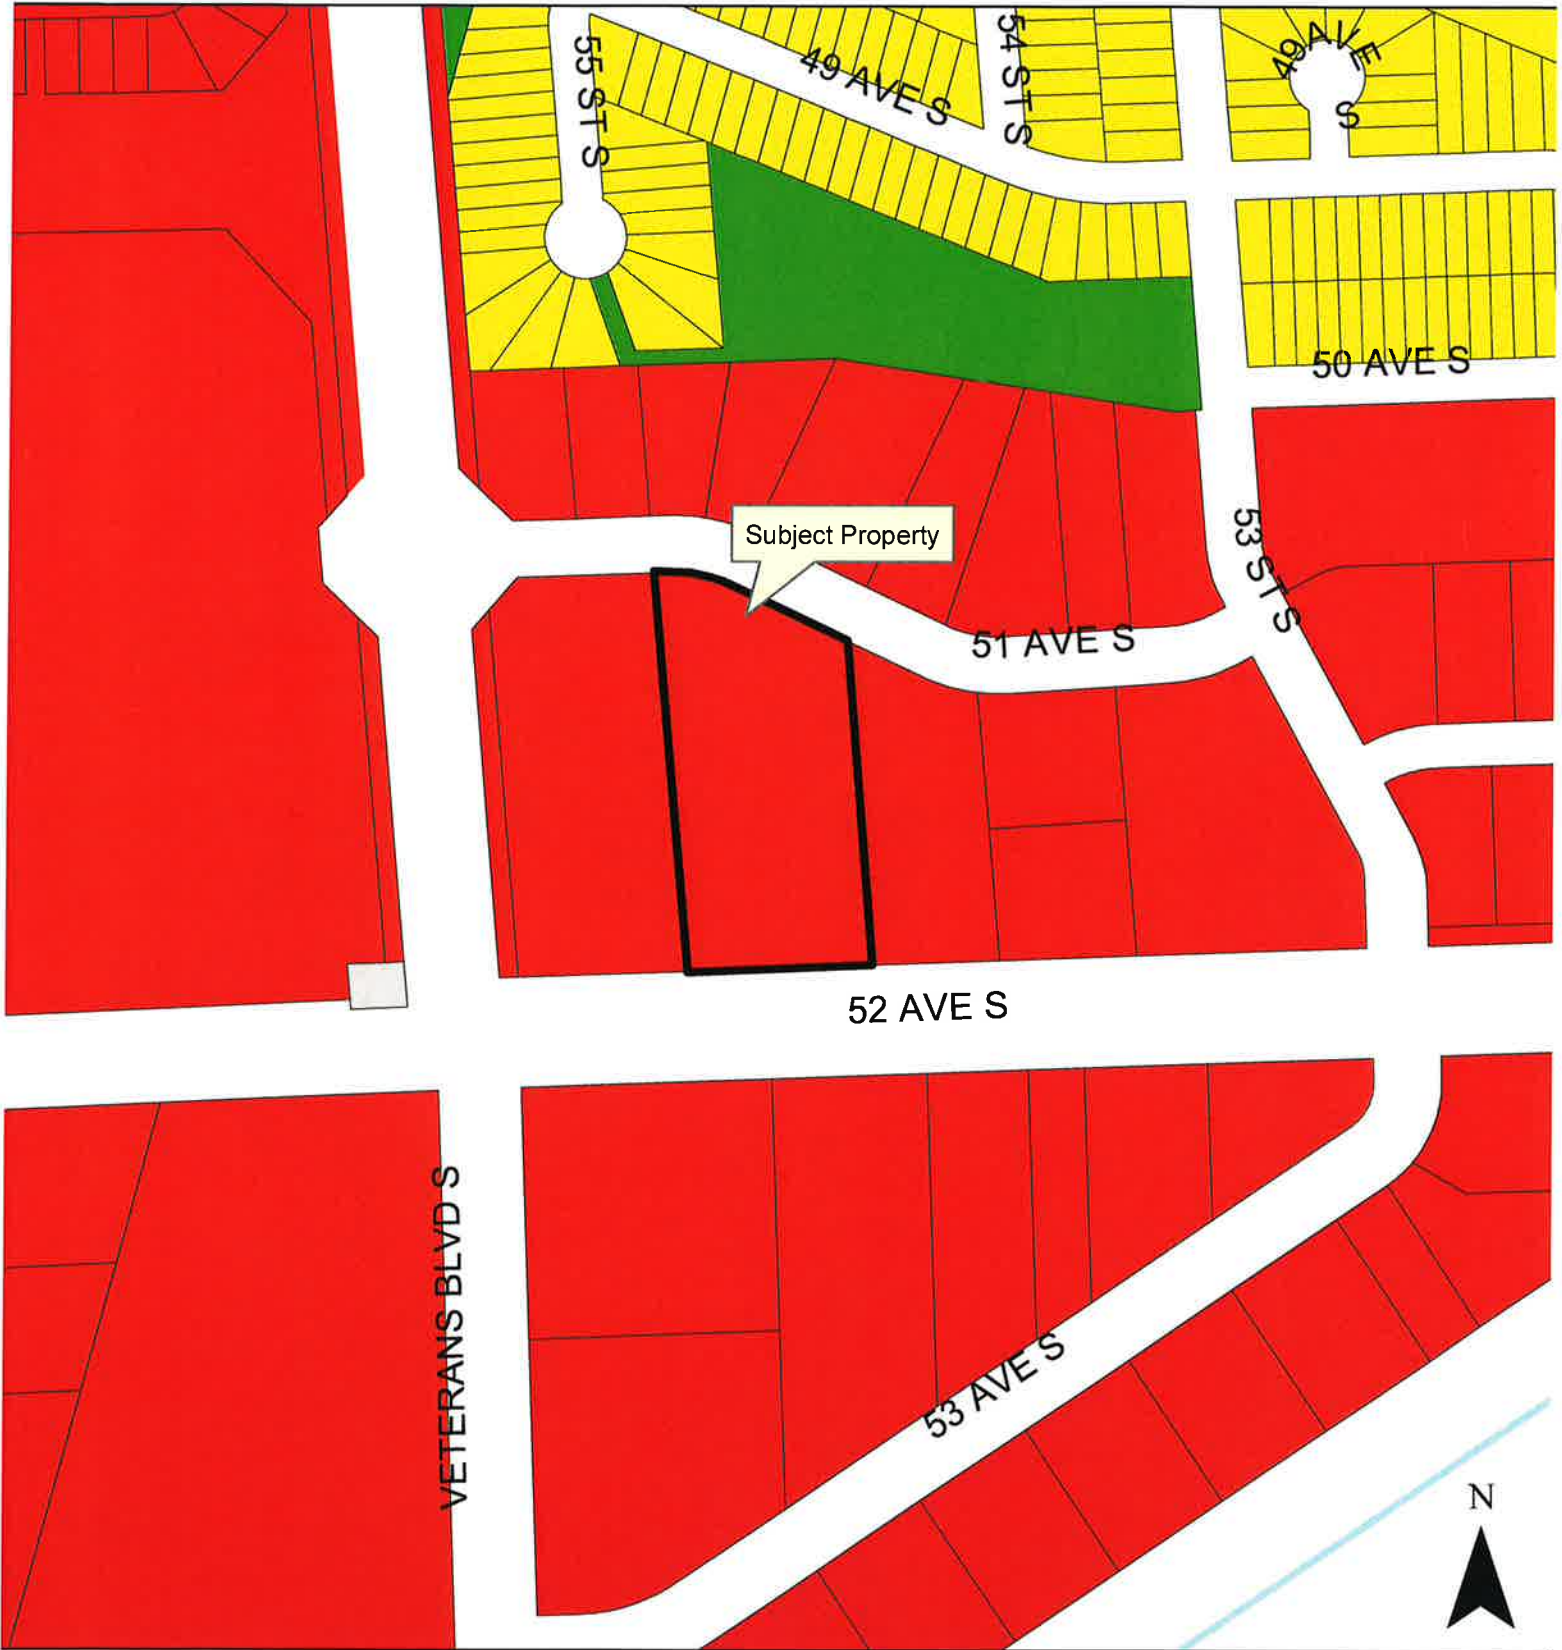 55 ST S
49 AVE S
54 ST S
49 AVE
S
50 AVE S
Subject Property
53 ST S
51 AVE S
52 AVE S
VETERANS BLVD S
53 AVE S
N